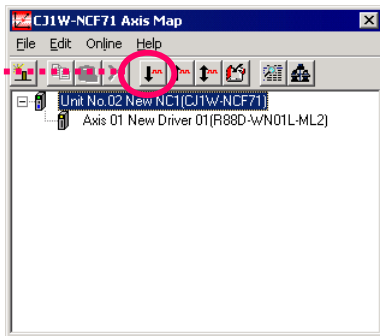 CJ1W-NCF71 Axis Map
File Edit Online Help
Unit No.02 New NC1(CJ1W-NCF71)
Axis 01 New Driver 01(R88D-WN01L-ML2)